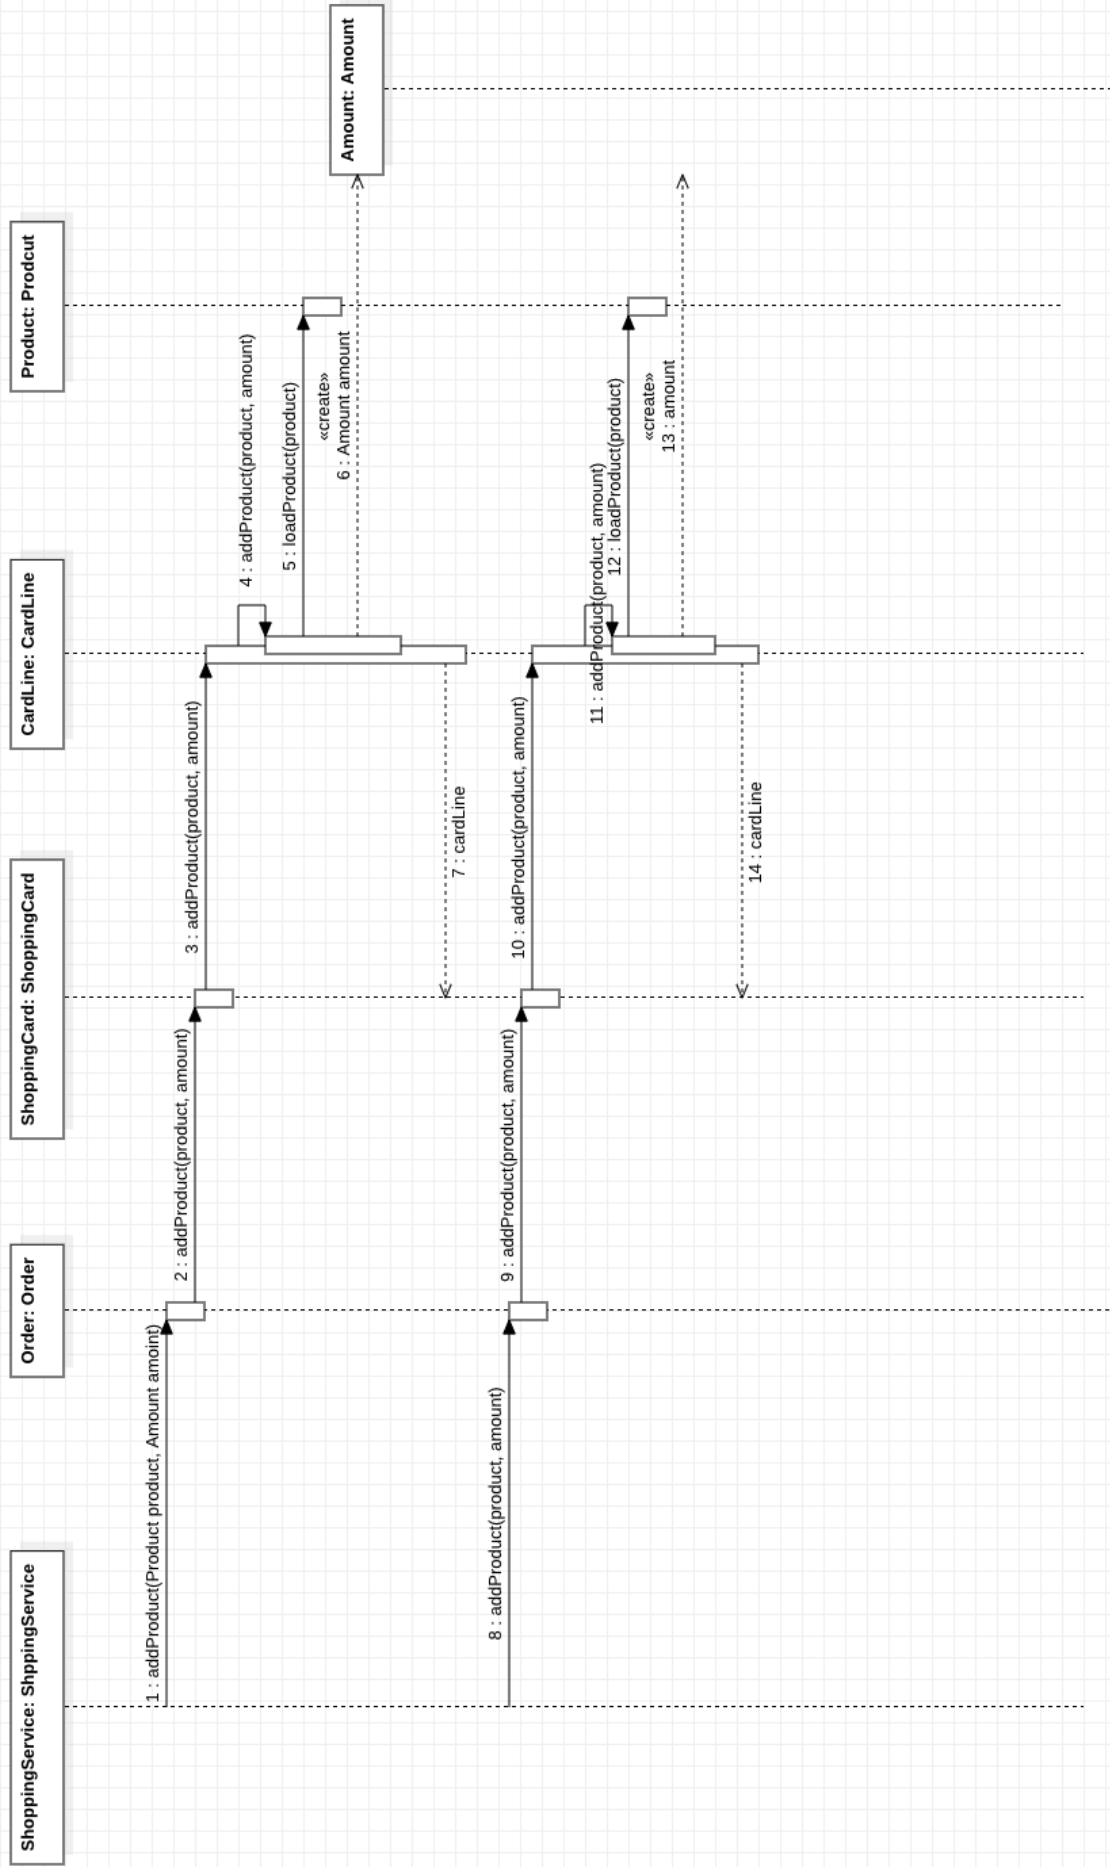 ShoppingService: ShppingService
Order: Order
ShoppingCard: ShoppingCard
CardLine: CardLine
Product: Prodcut
Amount: Amount
1 : addProduct(Product product, Amount amoint)
2 : addProduct(product, amount)
3 : addProduct(product, amount)
4 : addProduct(product, amount)
5 : loadProduct(product)
«create»
6 : Amount amount
7 : cardLine
8 : addProduct(product, amount)
9 : addProduct(product, amount)
10 : addProduct(product, amount)
11 : addProduct(product, amount)
12 : loadProduct(product)
«create»
13 : amount
14 : cardLine